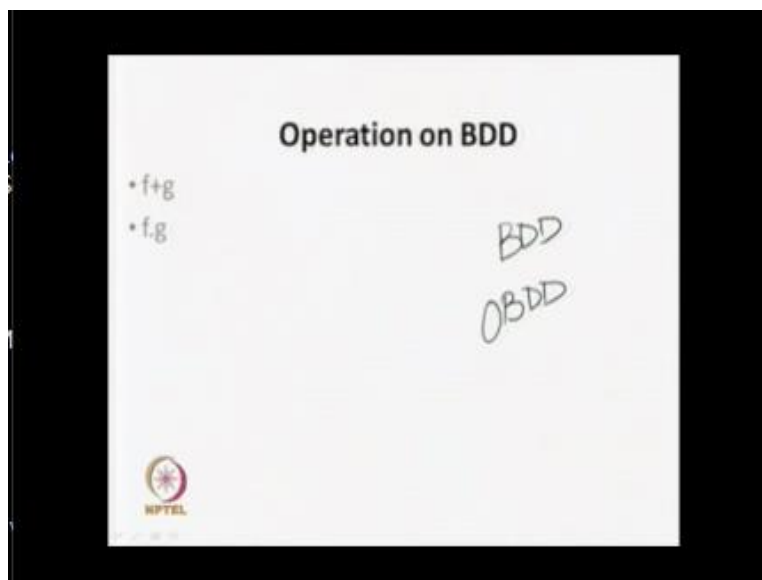 Operation on BDD
• f+g
• f.g
BDD
OBDD
NPTEL